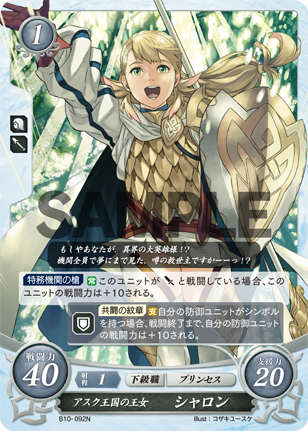 1
SAMPLE
もしやあなたが、異界の大英雄様!?
機関全員で夢にまで見た、噂の救世主ですかーーっ!?
特務機関の槍 常 このユニットが と戦闘している場合、このユニットの戦闘力は+10される。
共闘の紋章 支 自分の防御ユニットがシンボルを持つ場合、戦闘終了まで、自分の防御ユニットの戦闘力は+10される。
戦闘力
40
射程 1 下級職 プリンセス
支援力
20
アスク王国の王女 シャロン
B10-092N
Illust:コザキユースケ